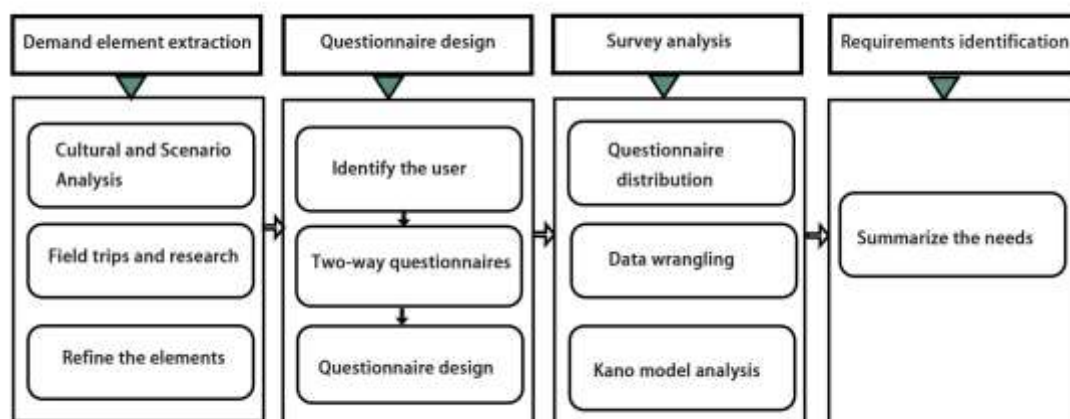 Demand element extraction
Questionnaire design
Survey analysis
Requirements identification
Cultural and Scenario
Analysis
Field trips and research
Refine the elements
Identify the user
Two-way questionnaires
Questionnaire design
Questionnaire
distribution
Data wrangling
Kano model analysis
Summarize the needs